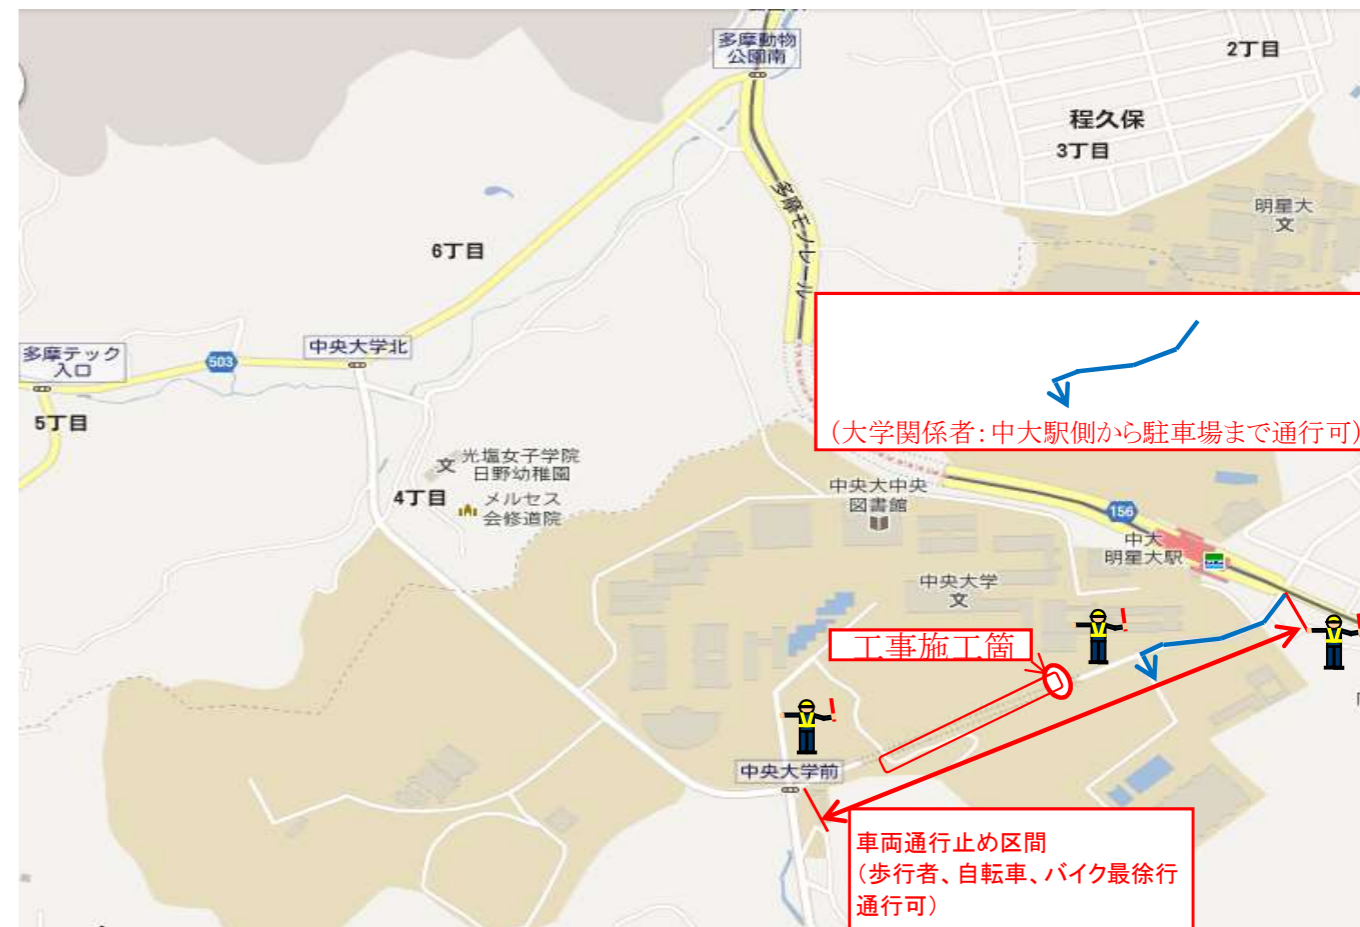 多摩動物
公園南
2丁目
程久保
3丁目
明星大
文
多摩モノレール
6丁目
中央大学北
多摩テック
入口
503
5丁目
(大学関係者:中大駅側から駐車場まで通行可)
光塩女子学院
日野幼稚園
文
4丁目
メルセス
会修道院
中央大中央
図書館
156
中大
明星大駅
中央大学
文
工事施工箇
中央大学前
車両通行止め区間
(歩行者、自転車、バイク最徐行
通行可)